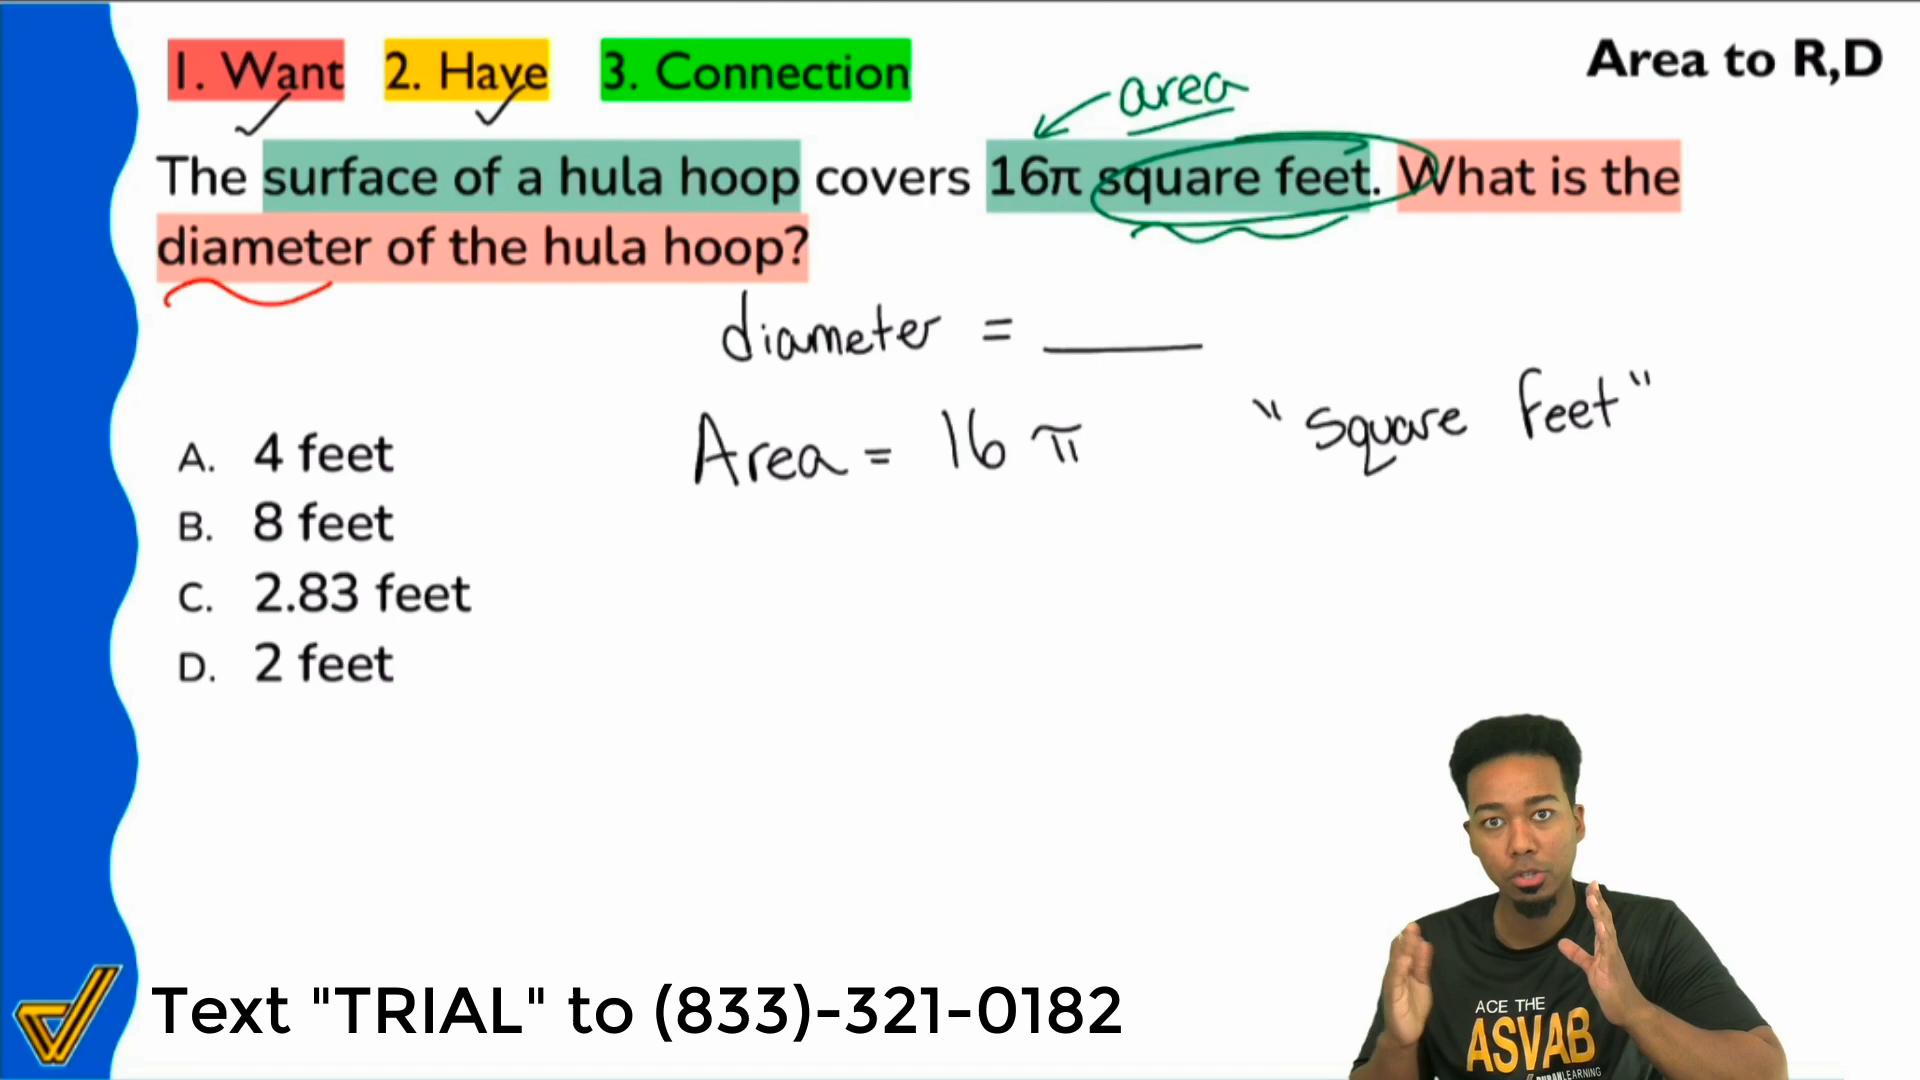 1. Want 2. Have 3. Connection
Area to R,D
area
The surface of a hula hoop covers 16π square feet. What is the
diameter of the hula hoop?
diameter = ____
Area = 16 π "Square Feet"
A. 4 feet
B. 8 feet
C. 2.83 feet
D. 2 feet
Text "TRIAL" to (833)-321-0182
ACE THE
ASVAB